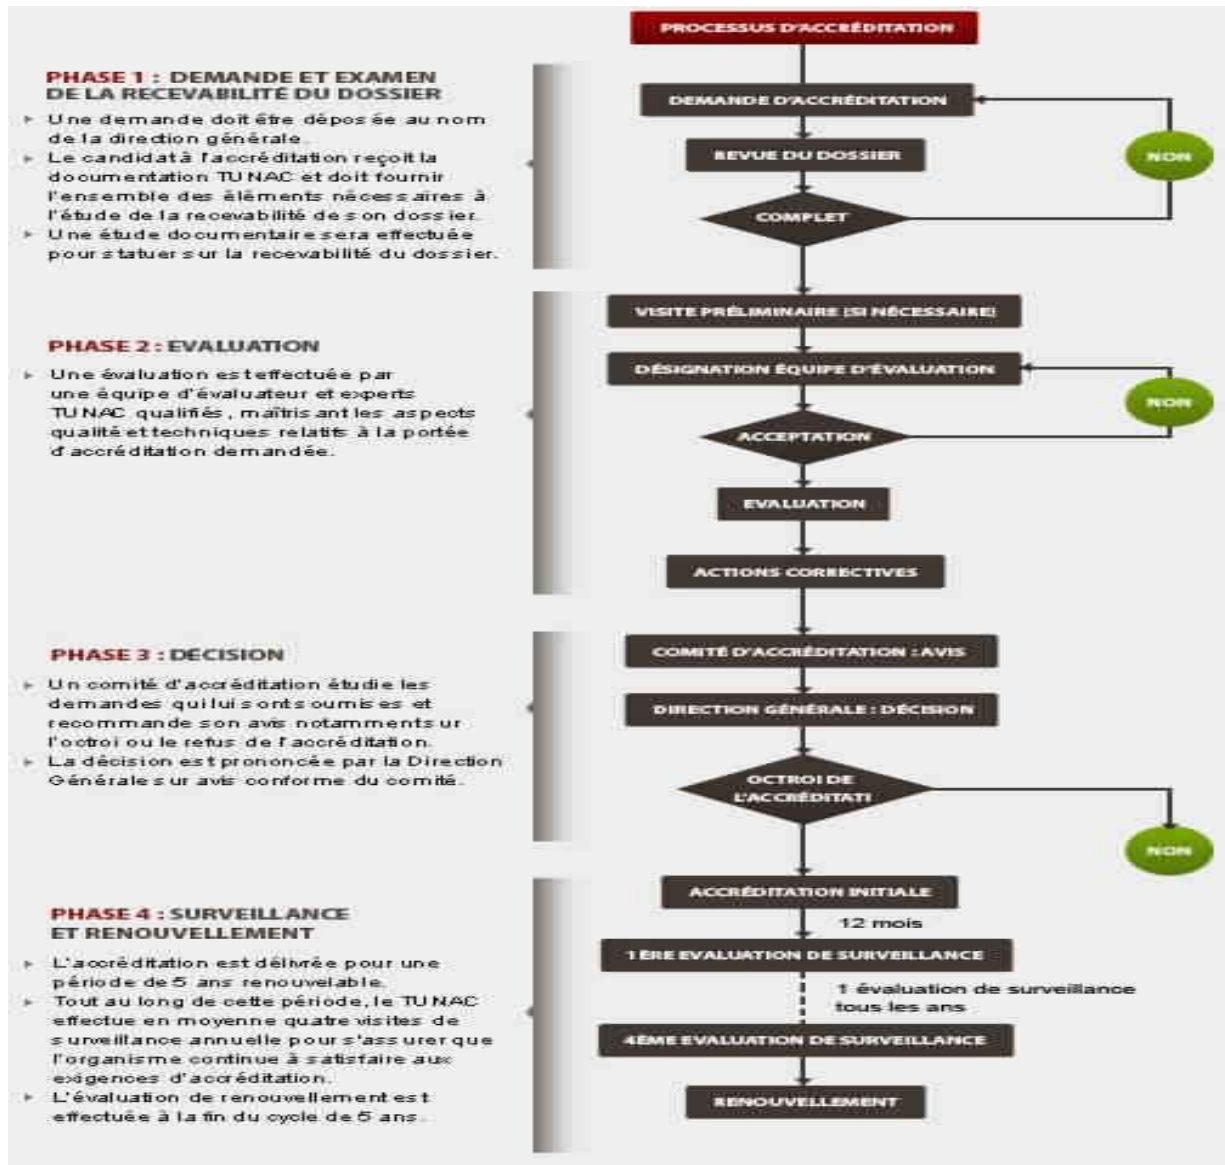 PROCESSUS D'ACCRÉDITATION
PHASE 1 : DEMANDE ET EXAMEN
DE LA RECEVABILITÉ DU DOSSIER
Une demande doit être déposée au nom
de la direction générale.
Le candidat à l'accréditation reçoit la
documentation TUNAC et doit fournir
l'ensemble des éléments nécessaires à
l'étude de la recevabilité de son dossier.
Une étude documentaire sera effectuée
pour statuer sur la recevabilité du dossier.
DEMANDE D'ACCRÉDITATION
REVUE DU DOSSIER
NON
COMPLET
PHASE 2 : EVALUATION
Une évaluation est effectuée par
une équipe d'évaluateur et experts
TUNAC qualifiés, maîtrisant les aspects
qualité et techniques relatifs à la portée
d'accréditation demandée.
VISITE PRÉLIMINAIRE (SI NÉCESSAIRE)
DÉSIGNATION ÉQUIPE D'ÉVALUATION
NON
ACCEPTATION
EVALUATION
ACTIONS CORRECTIVES
PHASE 3 : DÉCISION
Un comité d'accréditation étudie les
demandes qui lui sont soumises et
recommande son avis notamment sur
l'octroi ou le refus de l'accréditation.
La décision est prononcée par la Direction
Générale sur avis conforme du comité.
COMITÉ D'ACCRÉDITATION : AVIS
DIRECTION GÉNÉRALE : DÉCISION
OCTROI DE
L'ACCRÉDITATI
NON
PHASE 4 : SURVEILLANCE
ET RENOUVELLEMENT
L'accréditation est délivrée pour une
période de 5 ans renouvelable.
Tout au long de cette période, le TUNAC
effectue en moyenne quatre visites de
surveillance annuelle pour s'assurer que
l'organisme continue à satisfaire aux
exigences d'accréditation.
L'évaluation de renouvellement est
effectuée à la fin du cycle de 5 ans.
ACCRÉDITATION INITIALE
12 mois
1ÈRE EVALUATION DE SURVEILLANCE
1 évaluation de surveillance
tous les ans
4ÈME EVALUATION DE SURVEILLANCE
RENOUVELLEMENT